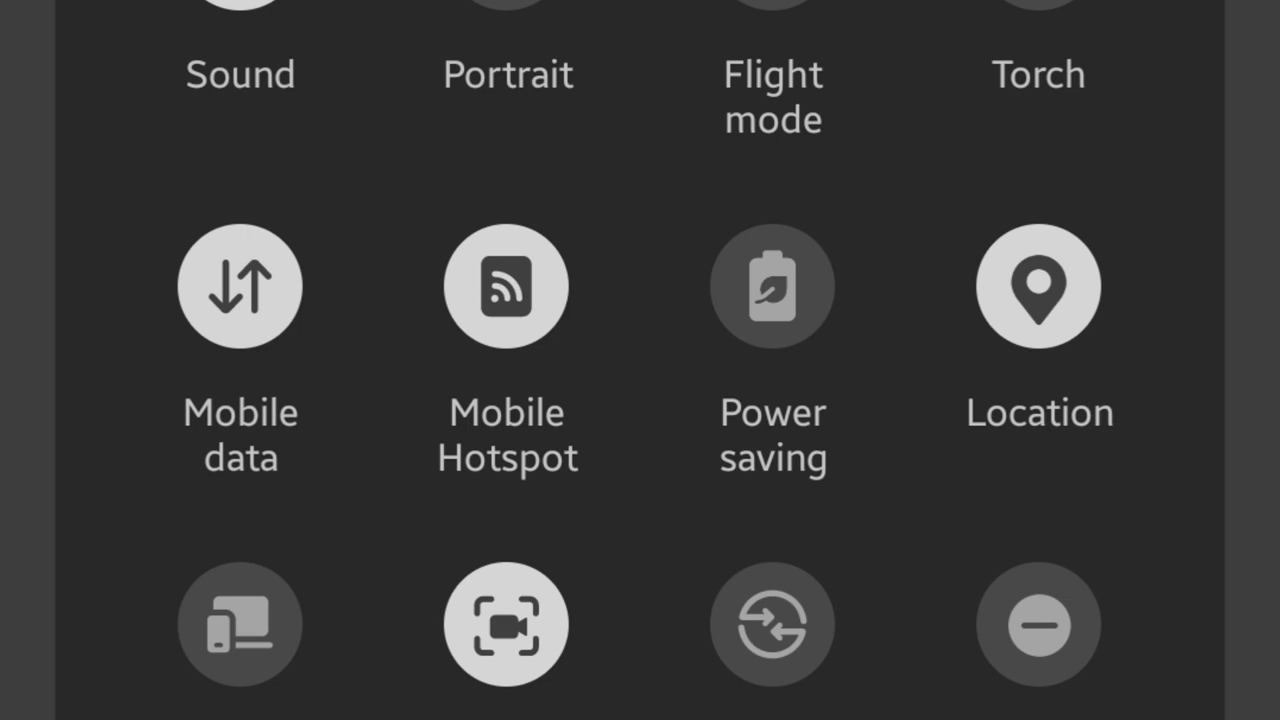 Sound
Portrait
Flight
mode
Torch
Mobile
data
Mobile
Hotspot
Power
saving
Location